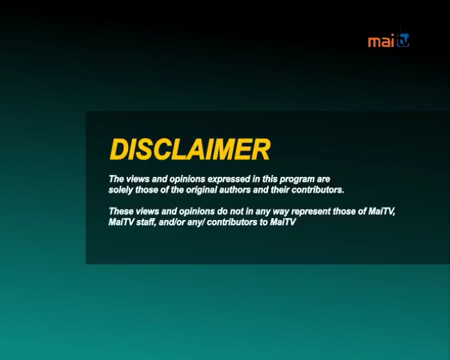 mai tv
DISCLAIMER
The views and opinions expressed in this program are
solely those of the original authors and their contributors.
These views and opinions do not in any way represent those of MaiTV,
MaiTV staff, and/or any/ contributors to MaiTV